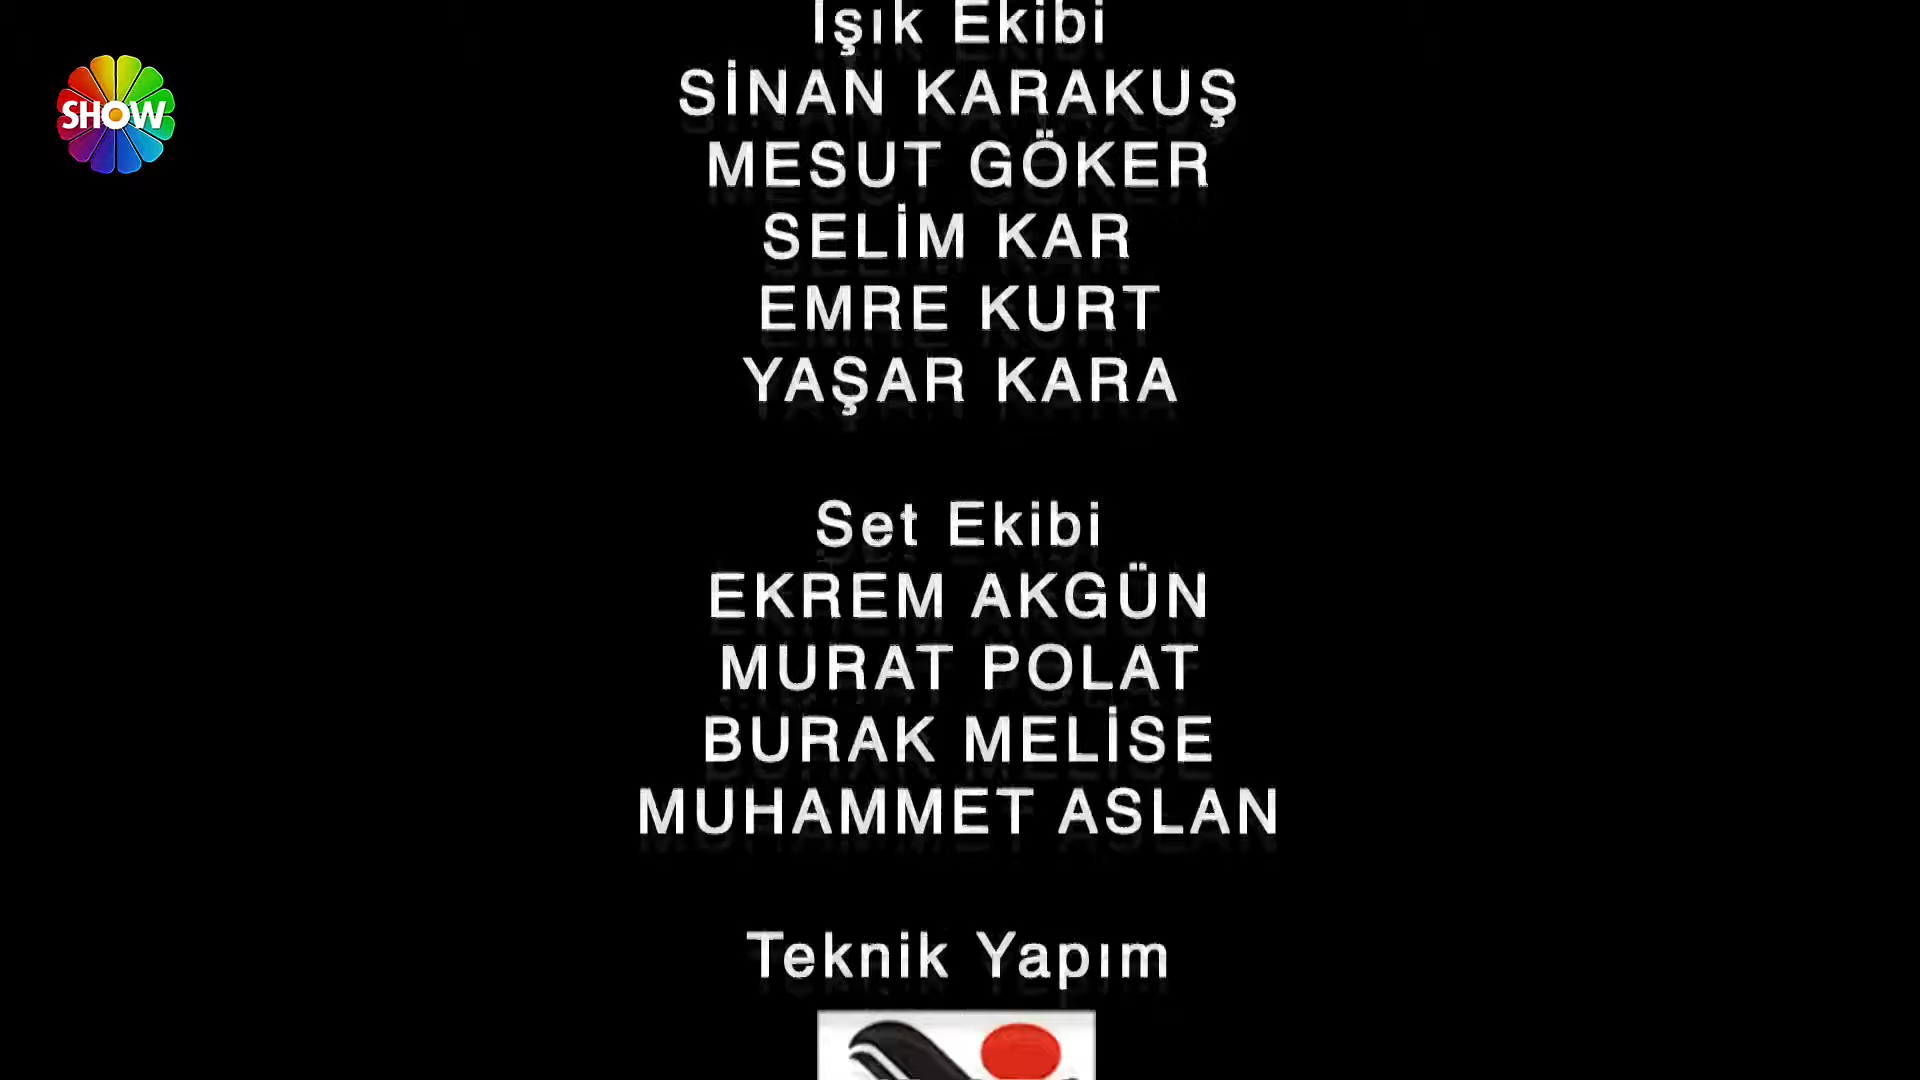 Işık Ekibi
SHOW
SİNAN KARAKUŞ
MESUT GÖKER
SELİM KAR
EMRE KURT
YAŞAR KARA
Set Ekibi
EKREM AKGÜN
MURAT POLAT
BURAK MELİSE
MUHAMMET ASLAN
Teknik Yapım